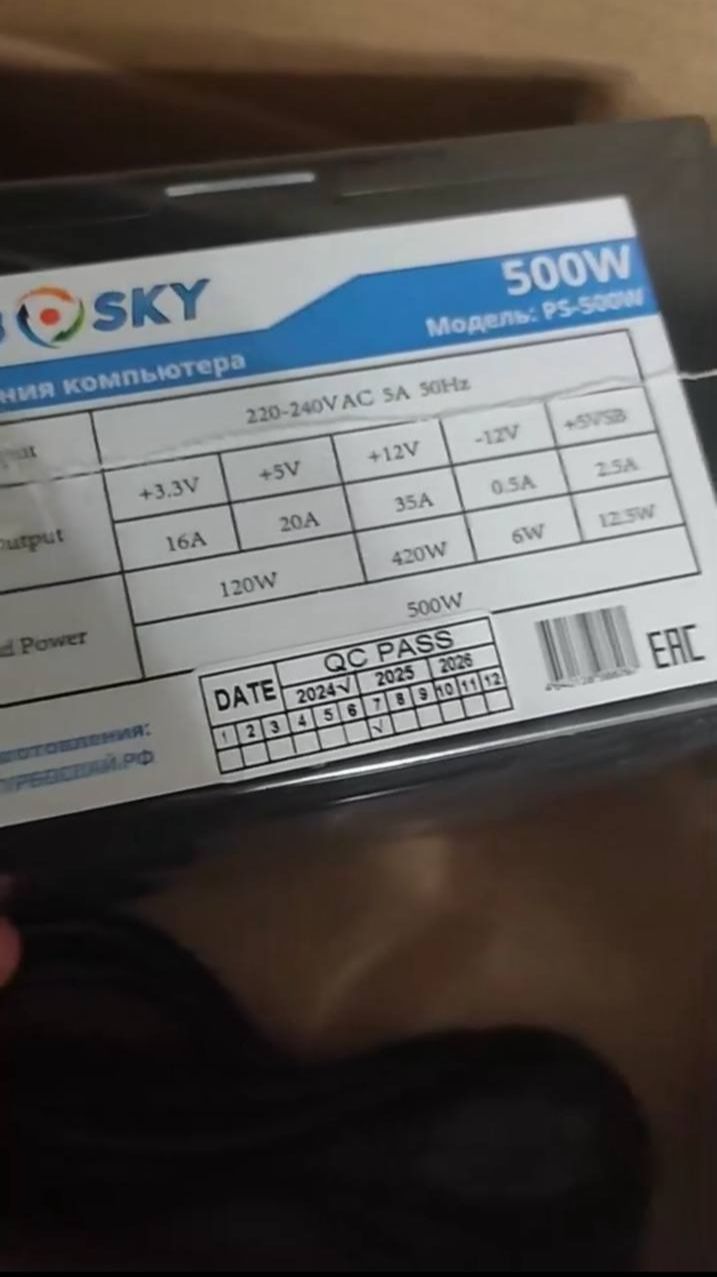 SKY
500W
Модель: PS-500W
ния компьютера
220-240VAC 5A 50Hz
+3.3V +5V +12V -12V +5VSB
utput 16A 20A 35A 0.5A 2.5A
120W 420W 6W 12.5W
d Power 500W
QC PASS
DATE 2024√ 2025 2026
1 2 3 4 5 6 7 8 9 10 11 12
√
EAC
готовления: